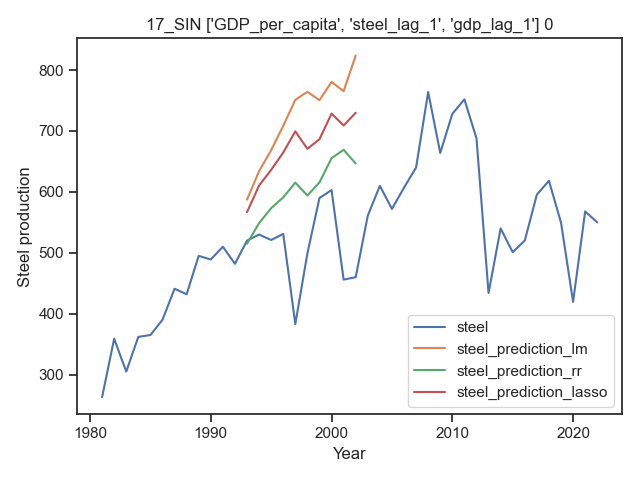 17_SIN ['GDP_per_capita', 'steel_lag_1', 'gdp_lag_1'] 0
Steel production
800
700
600
500
400
300
steel
steel_prediction_lm
steel_prediction_rr
steel_prediction_lasso
1980 1990 2000 2010 2020
Year